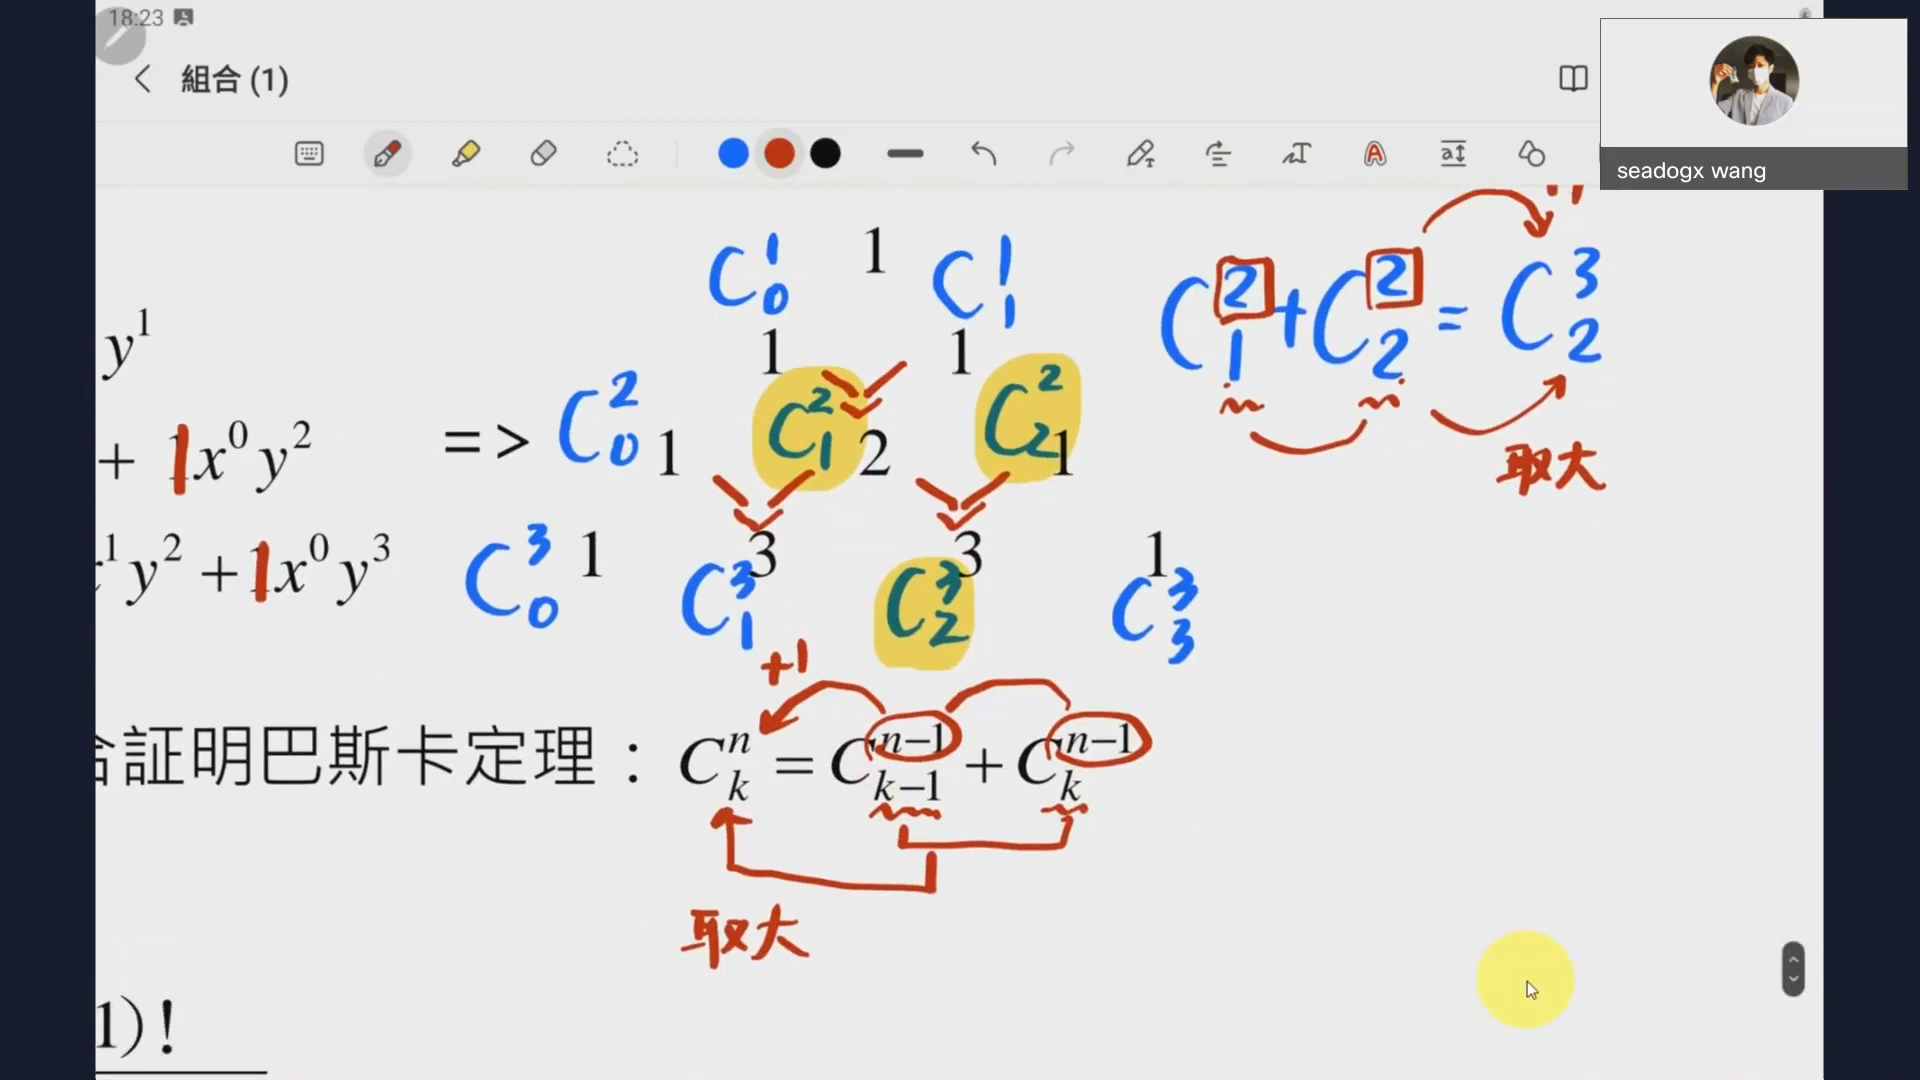 18:23
組合 (1)
seadogx wang
1
C¹₀ C¹₁
1 1
y¹
C²₁ + C²₂ = C³₂
取大
+ 1x⁰y² => C²₀ 1 C²₁ 2 C²₂ 1
¹y² + 1x⁰y³ C³₀ 1 C³₁ 3 C³₂ 3 C³₃ 1
+1
証明巴斯卡定理：Cⁿₖ = Cⁿ⁻¹ₖ₋₁ + Cⁿ⁻¹ₖ
取大
1)!